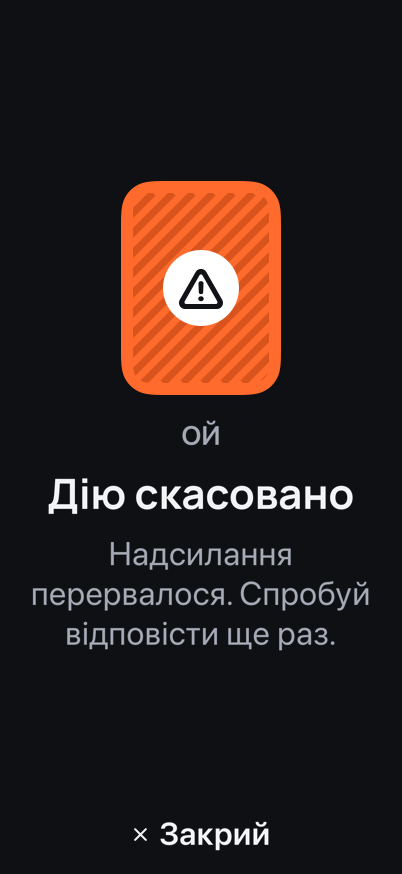 ой
Дію скасовано
Надсилання
перервалося. Спробуй
відповісти ще раз.
× Закрий